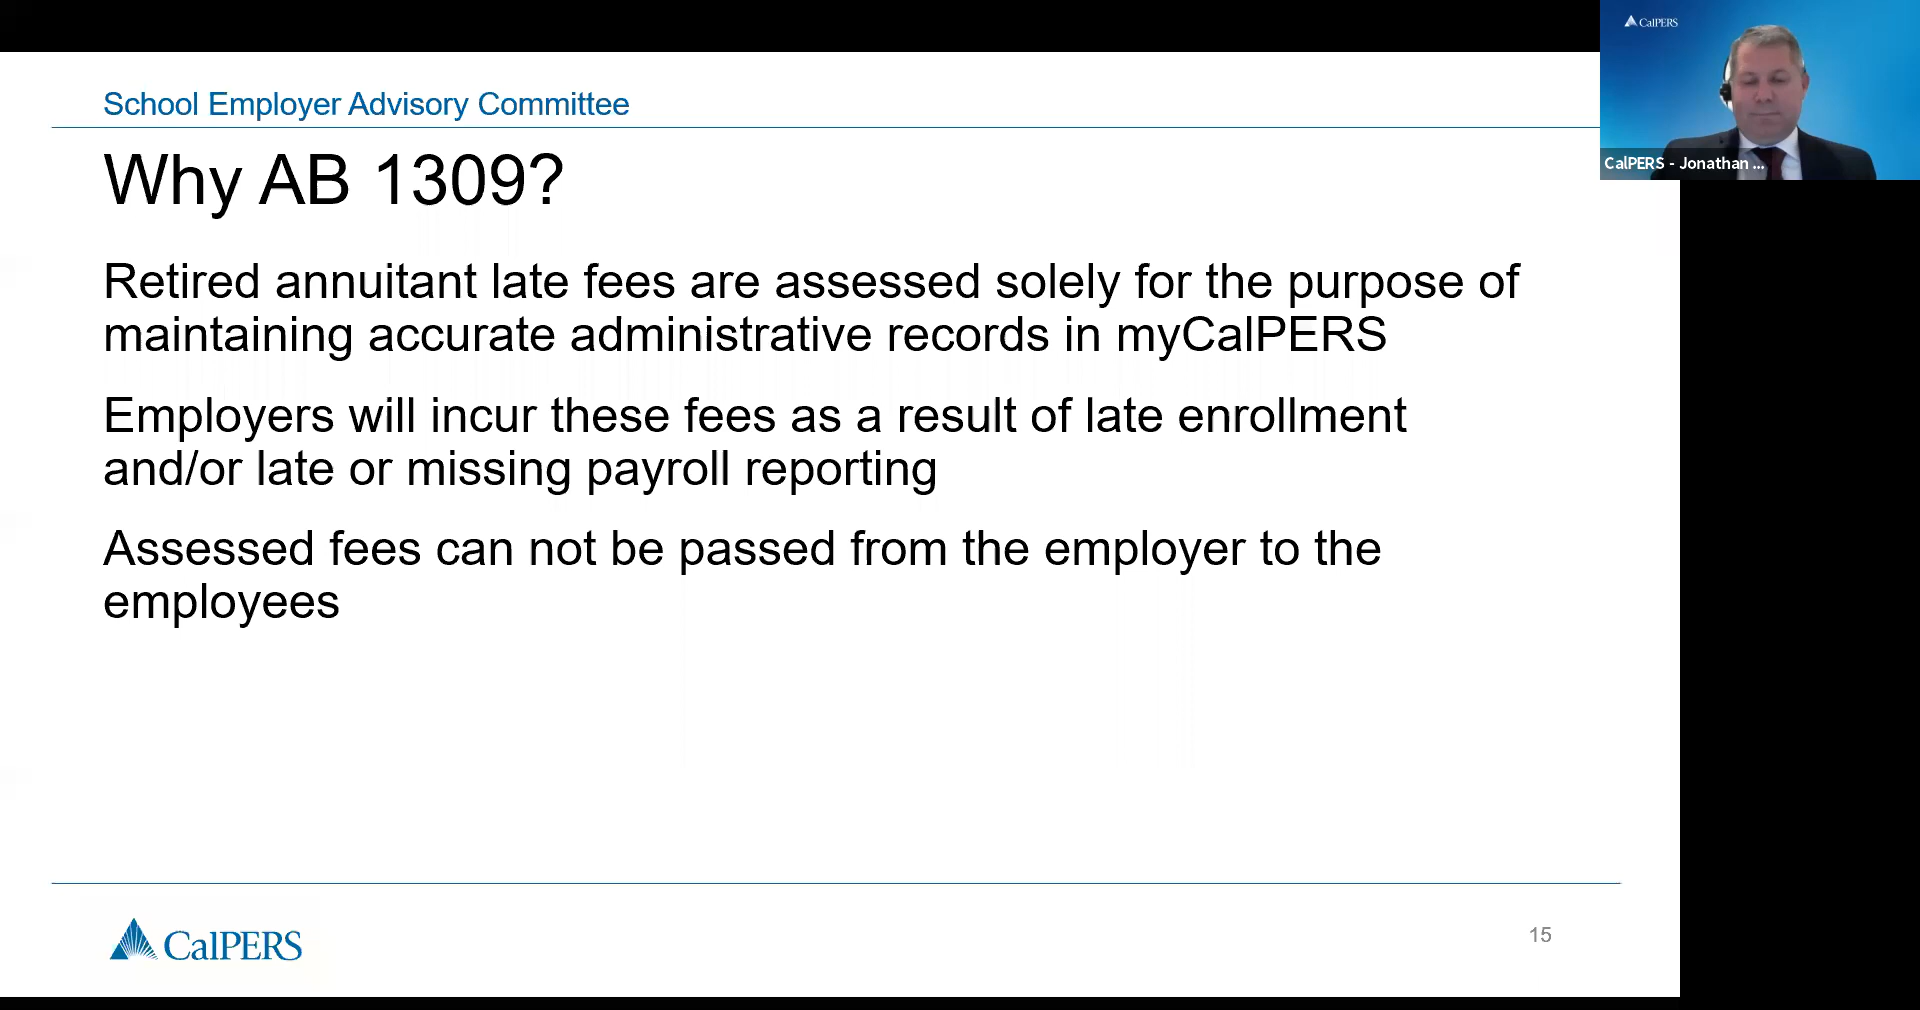 School Employer Advisory Committee
Why AB 1309?
Retired annuitant late fees are assessed solely for the purpose of
maintaining accurate administrative records in myCalPERS
Employers will incur these fees as a result of late enrollment
and/or late or missing payroll reporting
Assessed fees can not be passed from the employer to the
employees
CalPERS
15
CalPERS
CalPERS - Jonathan ...